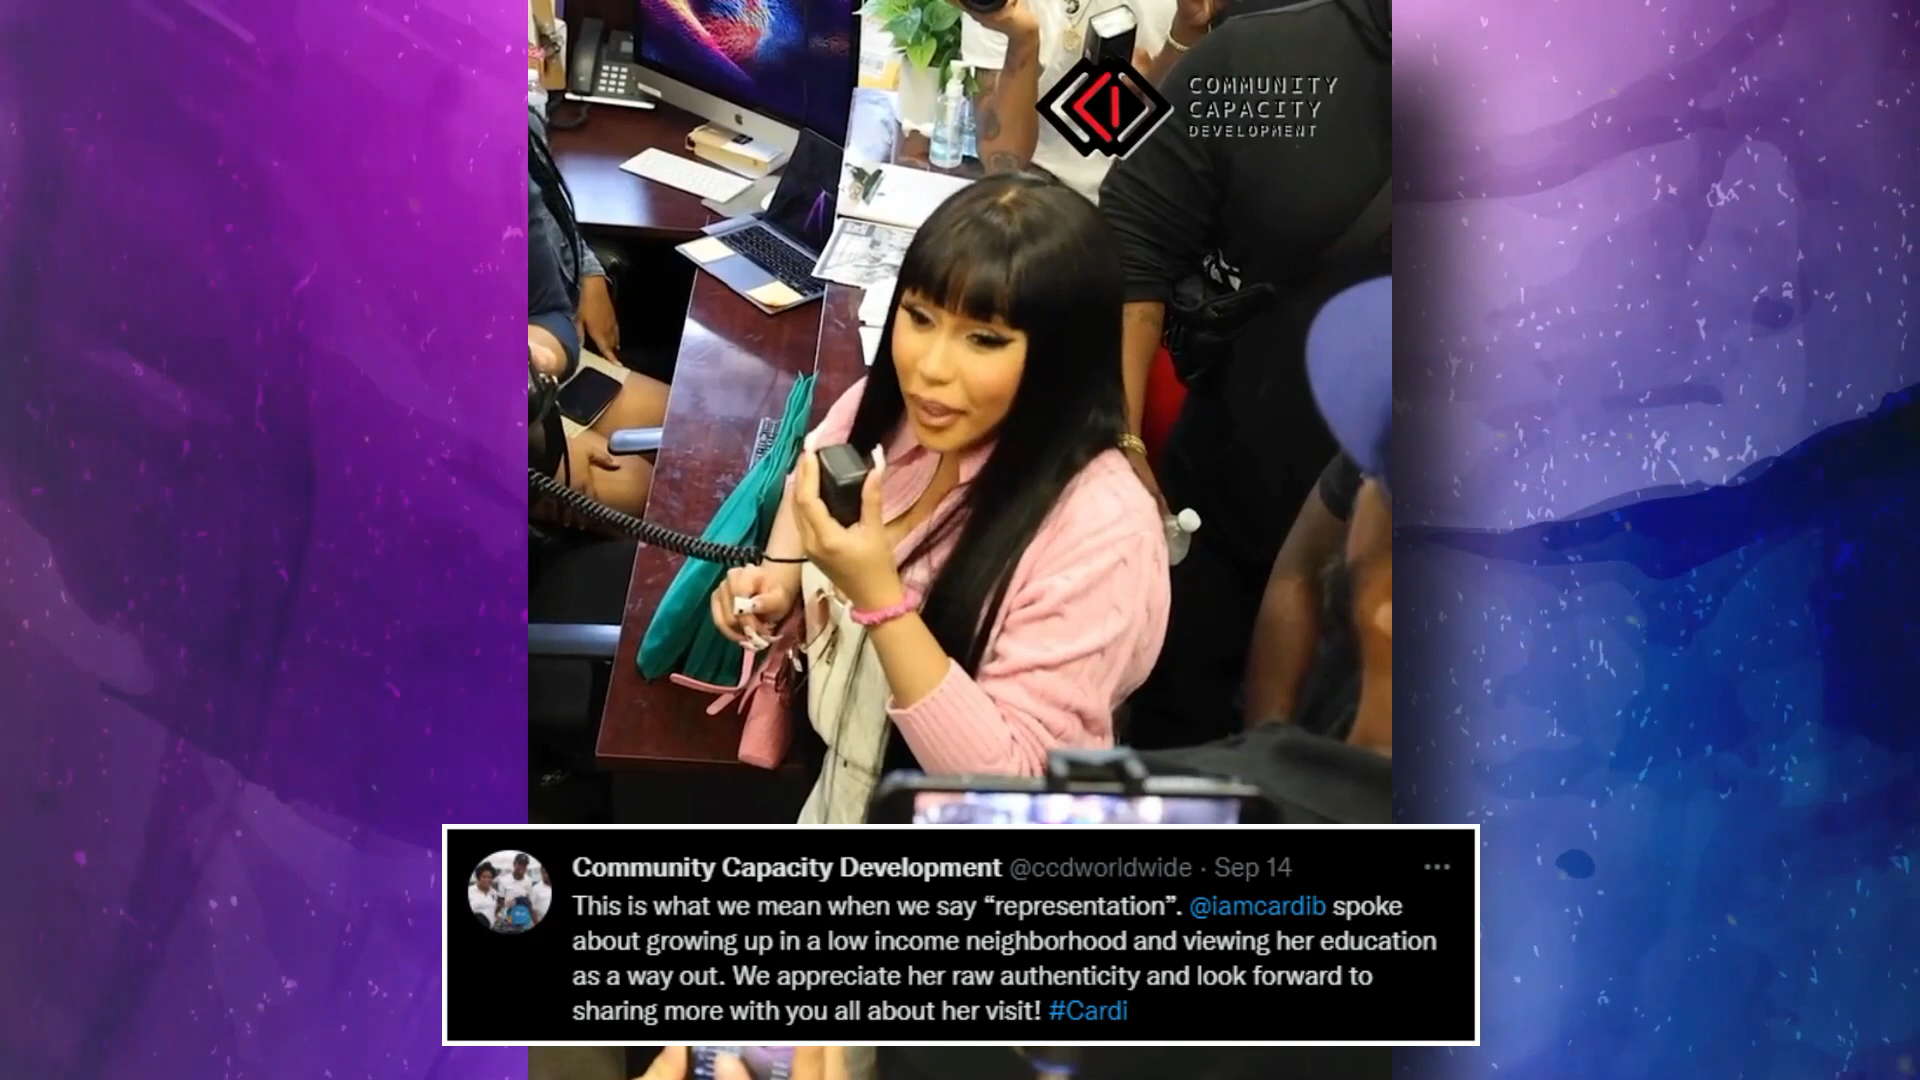 COMMUNITY
CAPACITY
DEVELOPMENT
Community Capacity Development @ccdworldwide · Sep 14
This is what we mean when we say “representation”. @iamcardib spoke
about growing up in a low income neighborhood and viewing her education
as a way out. We appreciate her raw authenticity and look forward to
sharing more with you all about her visit! #Cardi